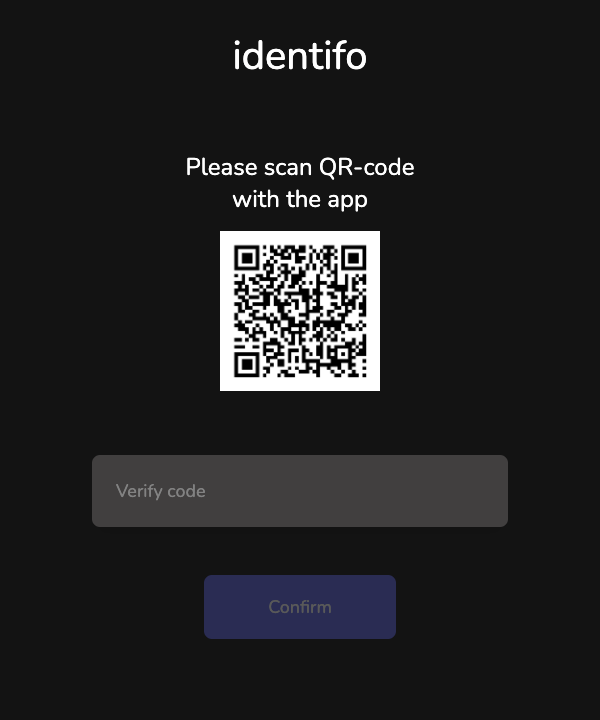 identifo
Please scan QR-code
with the app
Verify code
Confirm